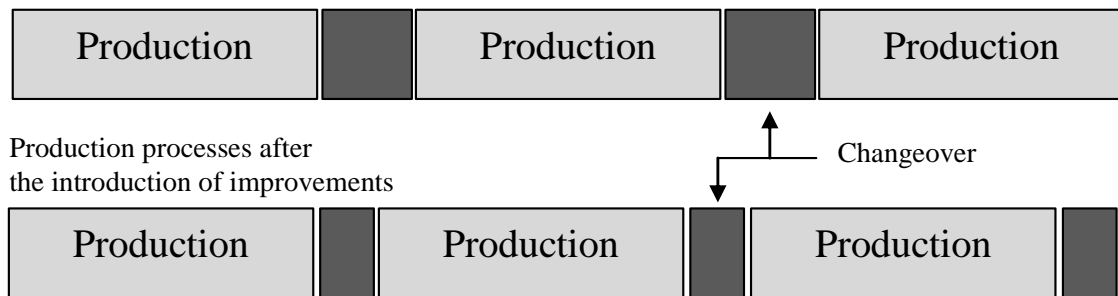 Production Production Production
Production processes after
the introduction of improvements
Changeover
Production Production Production